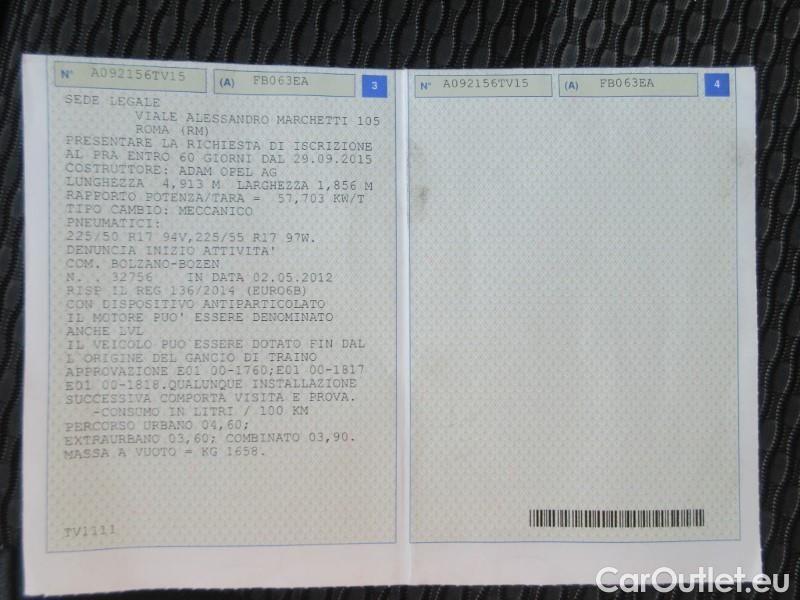 N° A092156TV15 (A) FB063EA 3
SEDE LEGALE
VIALE ALESSANDRO MARCHETTI 105
ROMA (RM)
PRESENTARE LA RICHIESTA DI ISCRIZIONE
AL PRA ENTRO 60 GIORNI DAL 29.09.2015
COSTRUTTORE: ADAM OPEL AG
LUNGHEZZA 4,913 M LARGHEZZA 1,856 M
RAPPORTO POTENZA/TARA = 57,703 KW/T
TIPO CAMBIO: MECCANICO
PNEUMATICI:
225/50 R17 94V,225/55 R17 97W.
DENUNCIA INIZIO ATTIVITA'
COM. BOLZANO-BOZEN
N. . 32756 IN DATA 02.05.2012
RISP IL REG 136/2014 (EURO6B)
CON DISPOSITIVO ANTIPARTICOLATO
IL MOTORE PUO' ESSERE DENOMINATO
ANCHE LVL
IL VEICOLO PUO ESSERE DOTATO FIN DAL
L ORIGINE DEL GANCIO DI TRAINO
APPROVAZIONE E01 00-1760;E01 00-1817
E01 00-1818.QUALUNQUE INSTALLAZIONE
SUCCESSIVA COMPORTA VISITA E PROVA.
-CONSUMO IN LITRI / 100 KM
PERCORSO URBANO 04,60;
EXTRAURBANO 03,60; COMBINATO 03,90.
MASSA A VUOTO = KG 1658.
TV1111
N° A092156TV15 (A) FB063EA 4
CarOutlet.eu